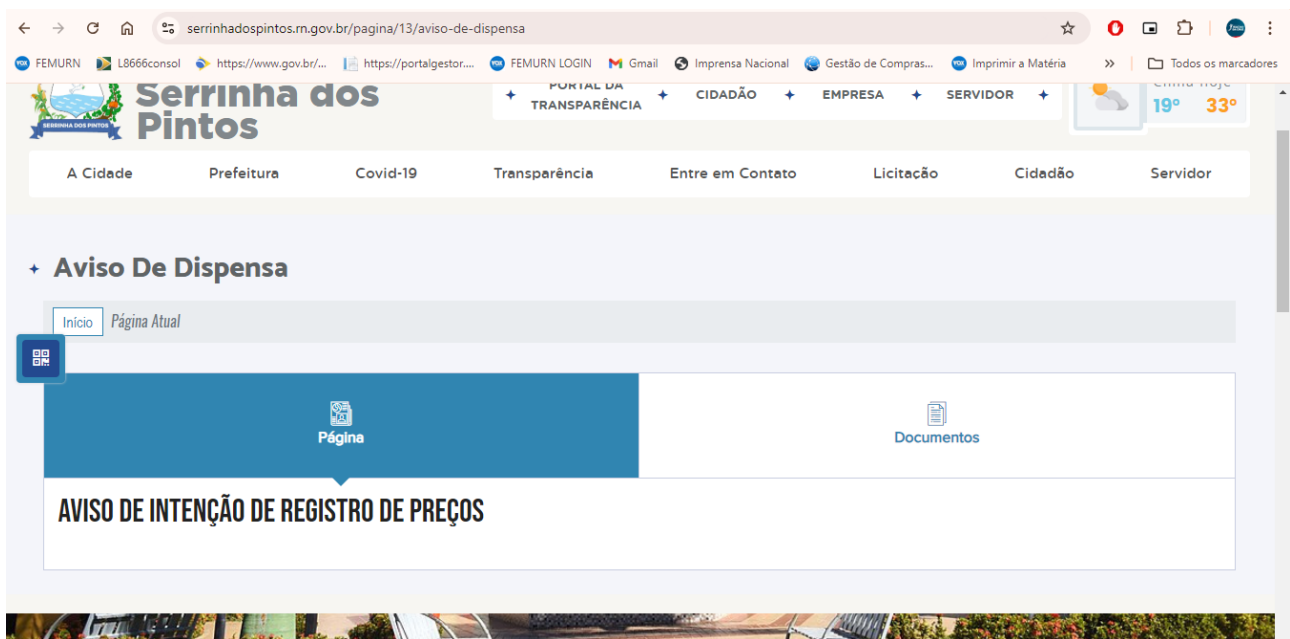 serrinhadospintos.rn.gov.br/pagina/13/aviso-de-dispensa
FEMURN L8666consol https://www.gov.br/... https://portalgestor.... FEMURN LOGIN Gmail Imprensa Nacional Gestão de Compras... Imprimir a Matéria » Todos os marcadores
Serrinha dos
Pintos
SERRINHA DOS PINTOS
PORTAL DA
TRANSPARÊNCIA
CIDADÃO
EMPRESA
SERVIDOR
19° 33°
A Cidade Prefeitura Covid-19 Transparência Entre em Contato Licitação Cidadão Servidor
Aviso De Dispensa
Início Página Atual
Página Documentos
AVISO DE INTENÇÃO DE REGISTRO DE PREÇOS